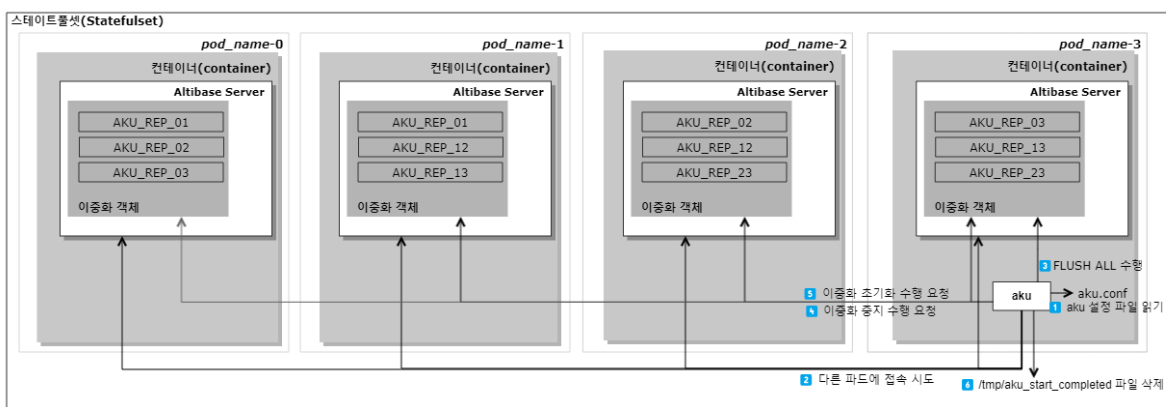 스테이트풀셋(Statefulset)
pod_name-0
컨테이너(container)
Altibase Server
AKU_REP_01
AKU_REP_02
AKU_REP_03
이중화 객체
pod_name-1
컨테이너(container)
Altibase Server
AKU_REP_01
AKU_REP_12
AKU_REP_13
이중화 객체
pod_name-2
컨테이너(container)
Altibase Server
AKU_REP_02
AKU_REP_12
AKU_REP_23
이중화 객체
pod_name-3
컨테이너(container)
Altibase Server
AKU_REP_03
AKU_REP_13
AKU_REP_23
이중화 객체
3 FLUSH ALL 수행
5 이중화 초기화 수행 요청
4 이중화 중지 수행 요청
aku
aku.conf
1 aku 설정 파일 읽기
2 다른 파드에 접속 시도
6 /tmp/aku_start_completed 파일 삭제